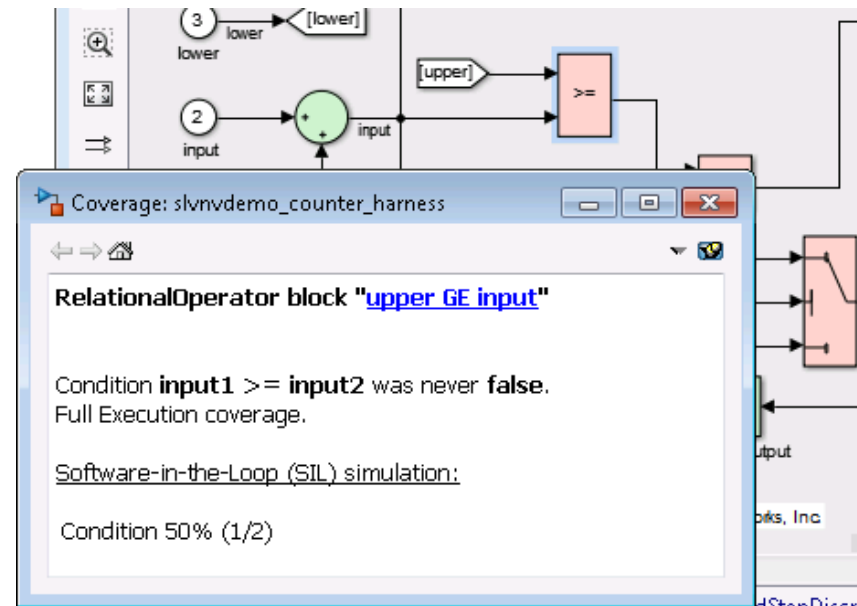 3
lower
[lower]
lower
[upper]
>=
2
input
input
Coverage: slvnvdemo_counter_harness
RelationalOperator block "upper GE input"
Condition input1 >= input2 was never false.
Full Execution coverage.
Software-in-the-Loop (SIL) simulation:
Condition 50% (1/2)
utput
orks, Inc